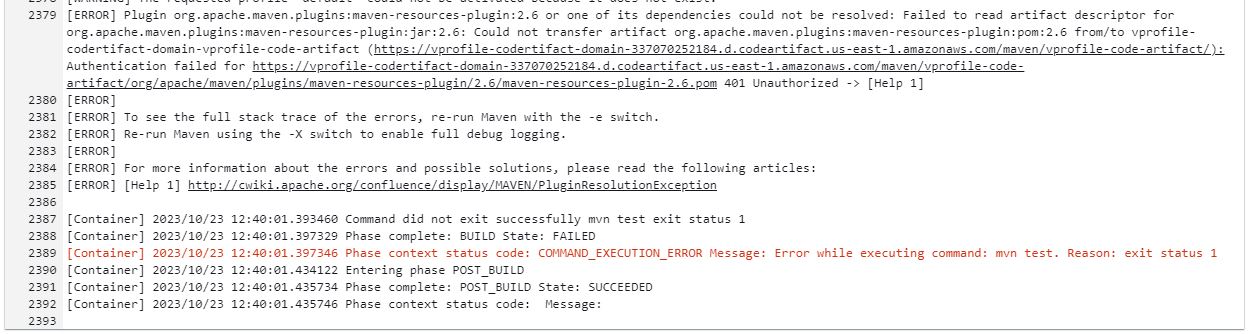 [WARNING] The requested profile "default" could not be activated because it does not exist.
2379 [ERROR] Plugin org.apache.maven.plugins:maven-resources-plugin:2.6 or one of its dependencies could not be resolved: Failed to read artifact descriptor for
org.apache.maven.plugins:maven-resources-plugin:jar:2.6: Could not transfer artifact org.apache.maven.plugins:maven-resources-plugin:pom:2.6 from/to vprofile-
codertifact-domain-vprofile-code-artifact (https://vprofile-codertifact-domain-337070252184.d.codeartifact.us-east-1.amazonaws.com/maven/vprofile-code-artifact/):
Authentication failed for https://vprofile-codertifact-domain-337070252184.d.codeartifact.us-east-1.amazonaws.com/maven/vprofile-code-
artifact/org/apache/maven/plugins/maven-resources-plugin/2.6/maven-resources-plugin-2.6.pom 401 Unauthorized -> [Help 1]
2380 [ERROR]
2381 [ERROR] To see the full stack trace of the errors, re-run Maven with the -e switch.
2382 [ERROR] Re-run Maven using the -X switch to enable full debug logging.
2383 [ERROR]
2384 [ERROR] For more information about the errors and possible solutions, please read the following articles:
2385 [ERROR] [Help 1] http://cwiki.apache.org/confluence/display/MAVEN/PluginResolutionException
2386
2387 [Container] 2023/10/23 12:40:01.393460 Command did not exit successfully mvn test exit status 1
2388 [Container] 2023/10/23 12:40:01.397329 Phase complete: BUILD State: FAILED
2389 [Container] 2023/10/23 12:40:01.397346 Phase context status code: COMMAND_EXECUTION_ERROR Message: Error while executing command: mvn test. Reason: exit status 1
2390 [Container] 2023/10/23 12:40:01.434122 Entering phase POST_BUILD
2391 [Container] 2023/10/23 12:40:01.435734 Phase complete: POST_BUILD State: SUCCEEDED
2392 [Container] 2023/10/23 12:40:01.435746 Phase context status code:  Message:
2393